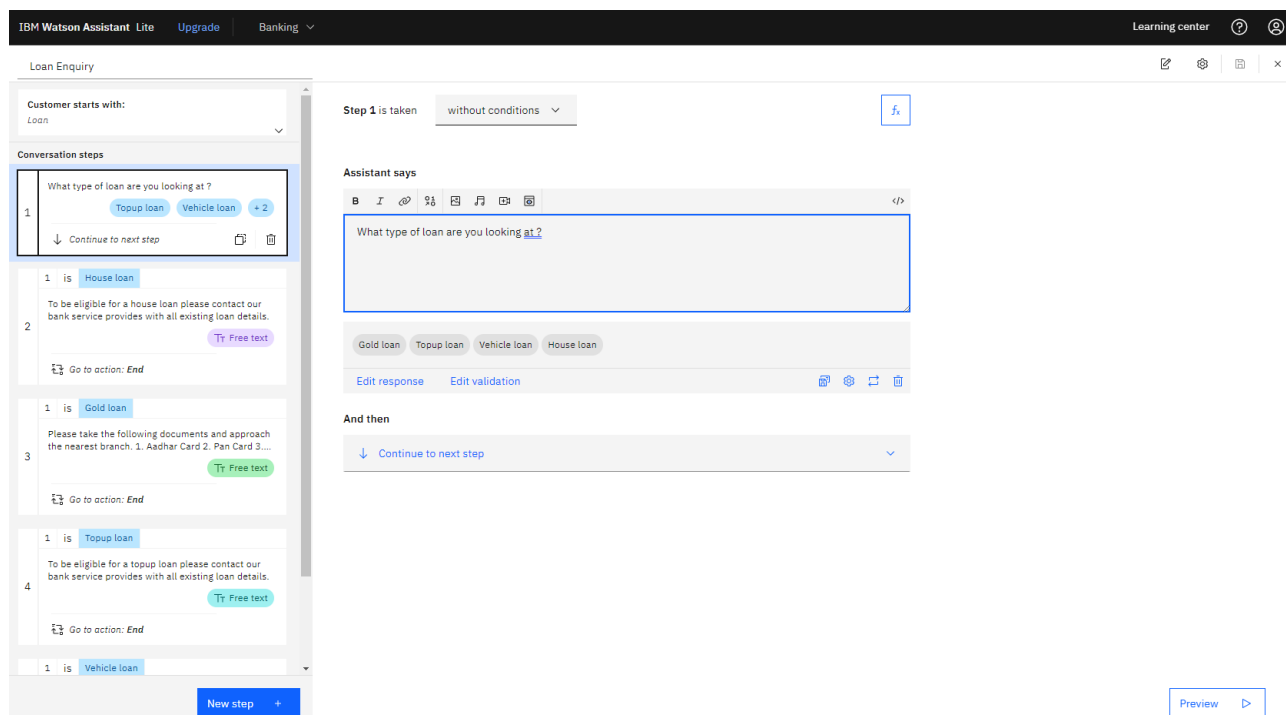 IBM Watson Assistant Lite Upgrade Banking Learning center
Loan Enquiry
Customer starts with:
Loan
Conversation steps
1
What type of loan are you looking at ?
Topup loan Vehicle loan + 2
Continue to next step
1 is House loan
2
To be eligible for a house loan please contact our
bank service provides with all existing loan details.
Tт Free text
Go to action: End
1 is Gold loan
3
Please take the following documents and approach
the nearest branch. 1. Aadhar Card 2. Pan Card 3....
Tт Free text
Go to action: End
1 is Topup loan
4
To be eligible for a topup loan please contact our
bank service provides with all existing loan details.
Tт Free text
Go to action: End
1 is Vehicle loan
New step +
Step 1 is taken without conditions
fx
Assistant says
B I </>
What type of loan are you looking at ?
Gold loan Topup loan Vehicle loan House loan
Edit response Edit validation
And then
Continue to next step
Preview